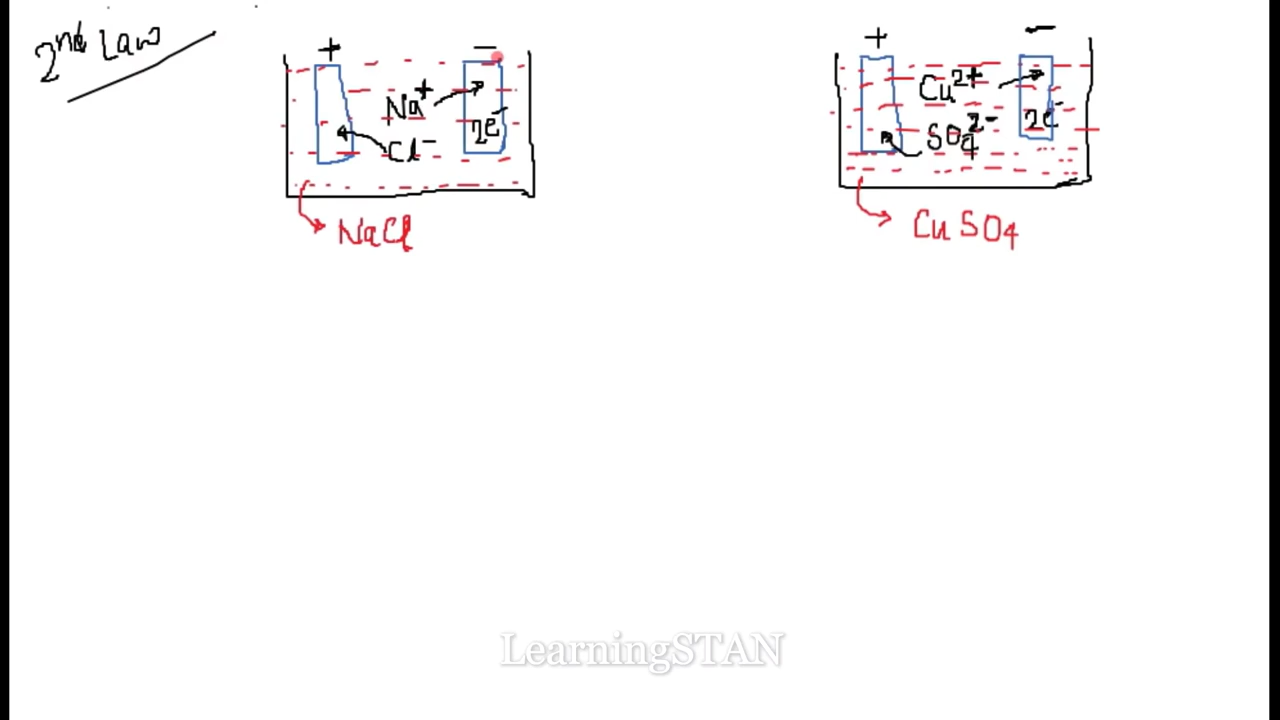 2nd Law
+ −
Na⁺
2e⁻
Cl⁻
NaCl
+ −
Cu²⁺
2e⁻
SO₄²⁻
CuSO₄
LearningSTAN